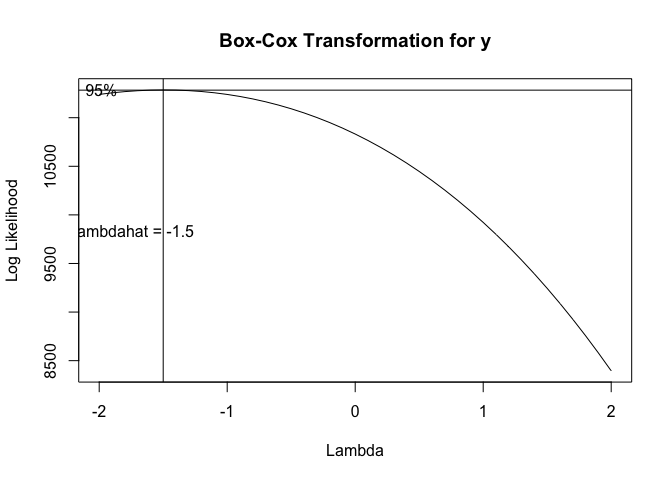 Box-Cox Transformation for y
95%
ambdahat = -1.5
Log Likelihood
10500
9500
8500
-2 -1 0 1 2
Lambda